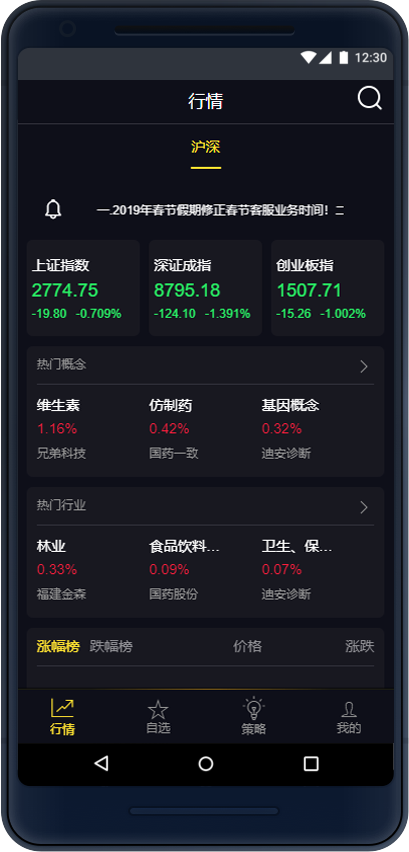 12:30
行情
沪深
一.2019年春节假期修正春节客服业务时间！二
上证指数 深证成指 创业板指
2774.75 8795.18 1507.71
-19.80 -0.709% -124.10 -1.391% -15.26 -1.002%
热门概念
维生素 仿制药 基因概念
1.16% 0.42% 0.32%
兄弟科技 国药一致 迪安诊断
热门行业
林业 食品饮料... 卫生、保...
0.33% 0.09% 0.07%
福建金森 国药股份 迪安诊断
涨幅榜 跌幅榜 价格 涨跌
行情 自选 策略 我的